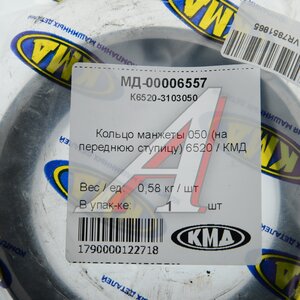 МД-00006557
К6520-3103050
Кольцо манжеты 050 (на
переднюю ступицу) 6520 / КМД
Вес / ед: 0,58 кг / шт
В упак-ке: 1 шт
1790000122718
КМД
VR7951965